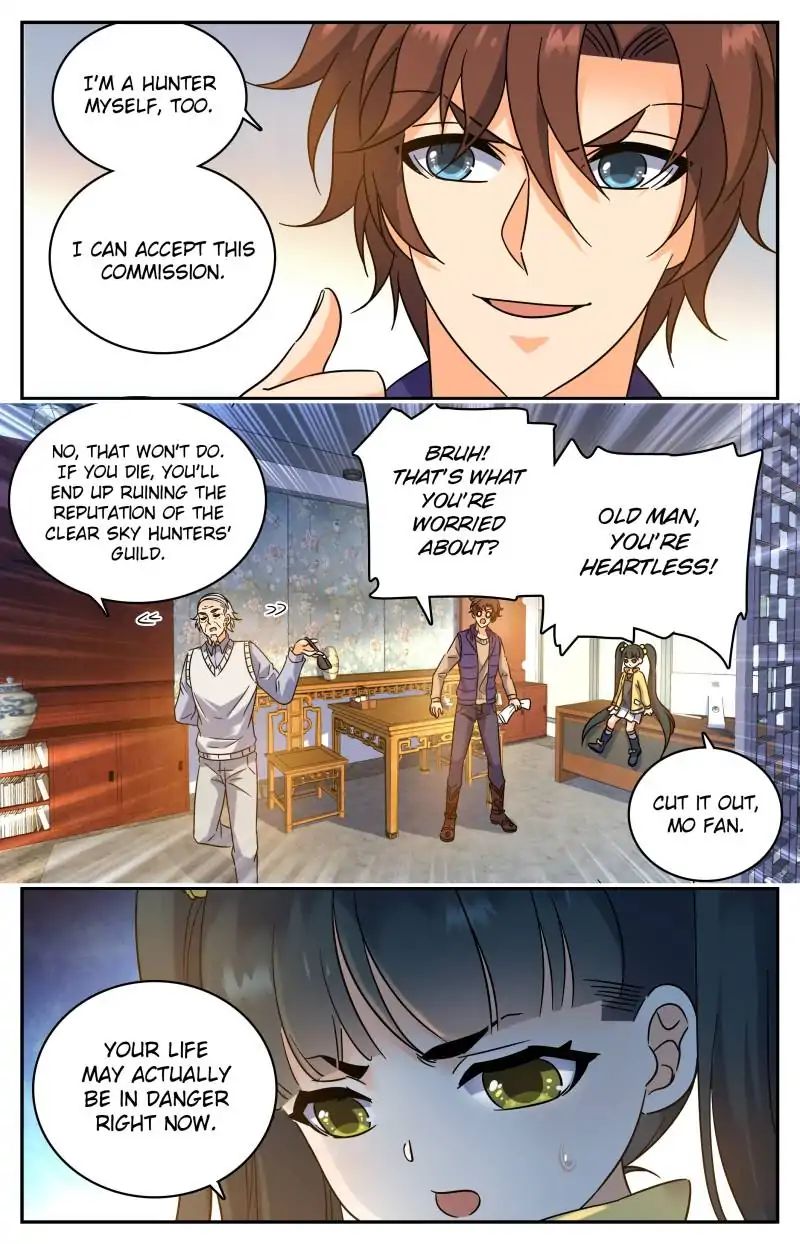 I'M A HUNTER
MYSELF, TOO.
I CAN ACCEPT THIS
COMMISSION.
NO, THAT WON'T DO.
IF YOU DIE, YOU'LL
END UP RUINING THE
REPUTATION OF THE
CLEAR SKY HUNTERS'
GUILD.
BRUH!
THAT'S WHAT
YOU'RE
WORRIED
ABOUT?
OLD MAN,
YOU'RE
HEARTLESS!
CUT IT OUT,
MO FAN.
YOUR LIFE
MAY ACTUALLY
BE IN DANGER
RIGHT NOW.